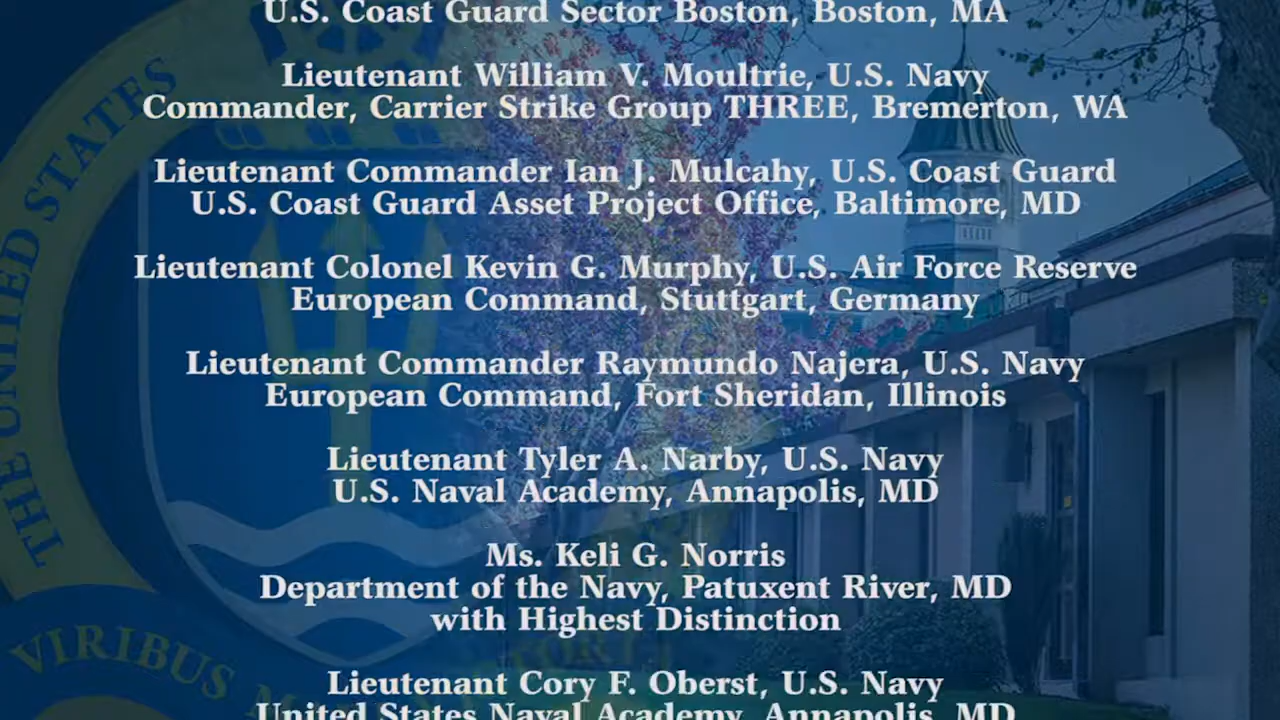 U.S. Coast Guard Sector Boston, Boston, MA
Lieutenant William V. Moultrie, U.S. Navy
Commander, Carrier Strike Group THREE, Bremerton, WA
Lieutenant Commander Ian J. Mulcahy, U.S. Coast Guard
U.S. Coast Guard Asset Project Office, Baltimore, MD
Lieutenant Colonel Kevin G. Murphy, U.S. Air Force Reserve
European Command, Stuttgart, Germany
Lieutenant Commander Raymundo Najera, U.S. Navy
European Command, Fort Sheridan, Illinois
Lieutenant Tyler A. Narby, U.S. Navy
U.S. Naval Academy, Annapolis, MD
Ms. Keli G. Norris
Department of the Navy, Patuxent River, MD
with Highest Distinction
Lieutenant Cory F. Oberst, U.S. Navy
United States Naval Academy, Annapolis, MD
THE UNITED STATES
VIRIBUS